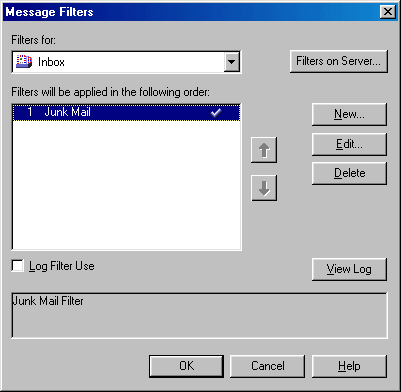 Message Filters
Filters for:
Inbox
Filters on Server...
Filters will be applied in the following order:
1 Junk Mail
New...
Edit...
Delete
Log Filter Use
View Log
Junk Mail Filter
OK Cancel Help